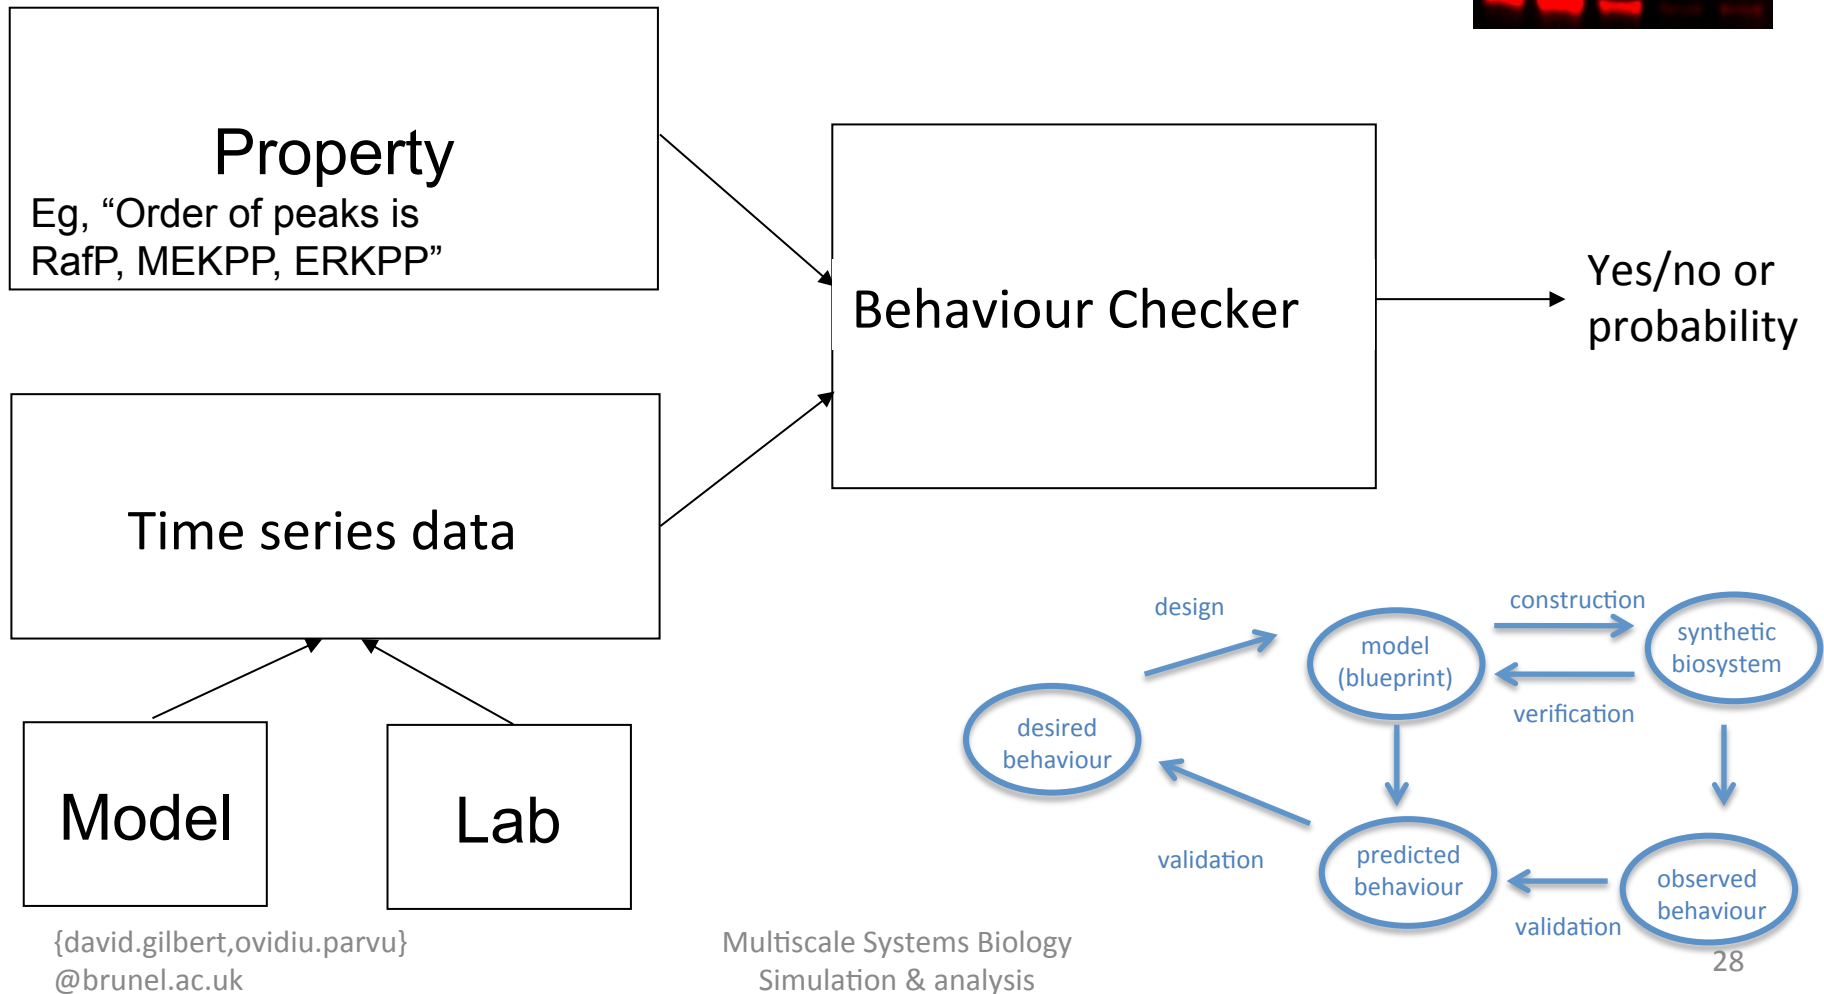 Property
Eg, “Order of peaks is
RafP, MEKPP, ERKPP”
Behaviour Checker
Yes/no or
probability
Time series data
Model
Lab
design
construction
model
(blueprint)
synthetic
biosystem
verification
desired
behaviour
validation
predicted
behaviour
observed
behaviour
validation
{david.gilbert,ovidiu.parvu}
@brunel.ac.uk
Multiscale Systems Biology
Simulation & analysis
28